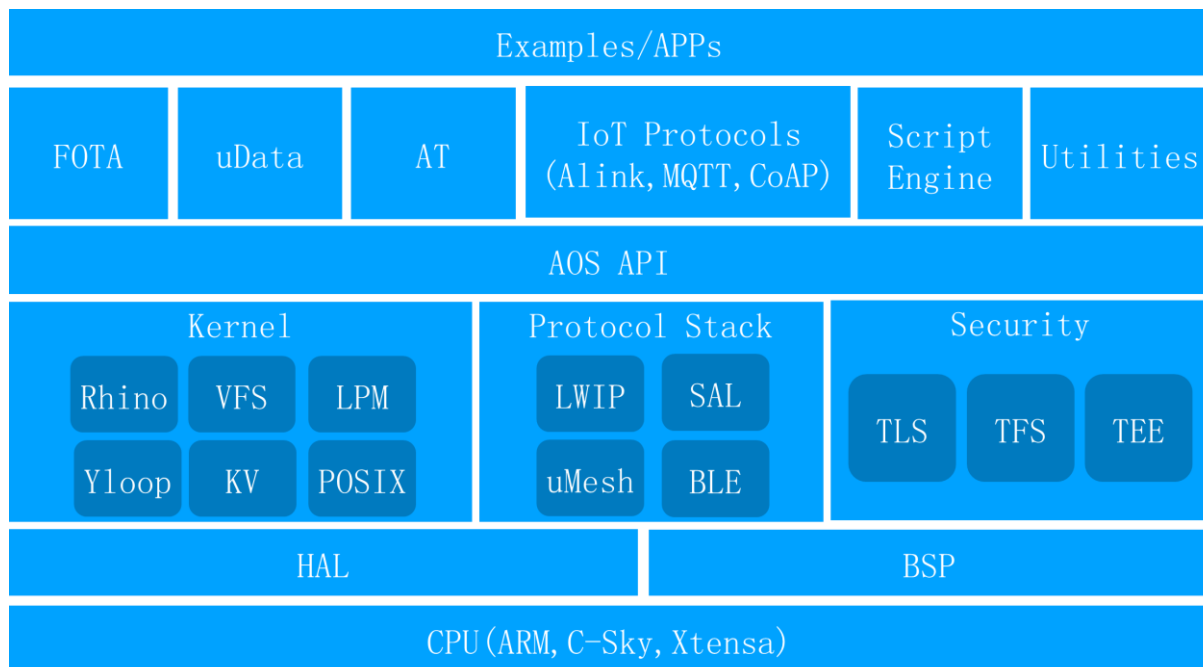 Examples/APPs
FOTA
uData
AT
IoT Protocols
(Alink, MQTT, CoAP)
Script
Engine
Utilities
AOS API
Kernel
Rhino
VFS
LPM
Yloop
KV
POSIX
Protocol Stack
LWIP
SAL
uMesh
BLE
Security
TLS
TFS
TEE
HAL
BSP
CPU(ARM, C-Sky, Xtensa)